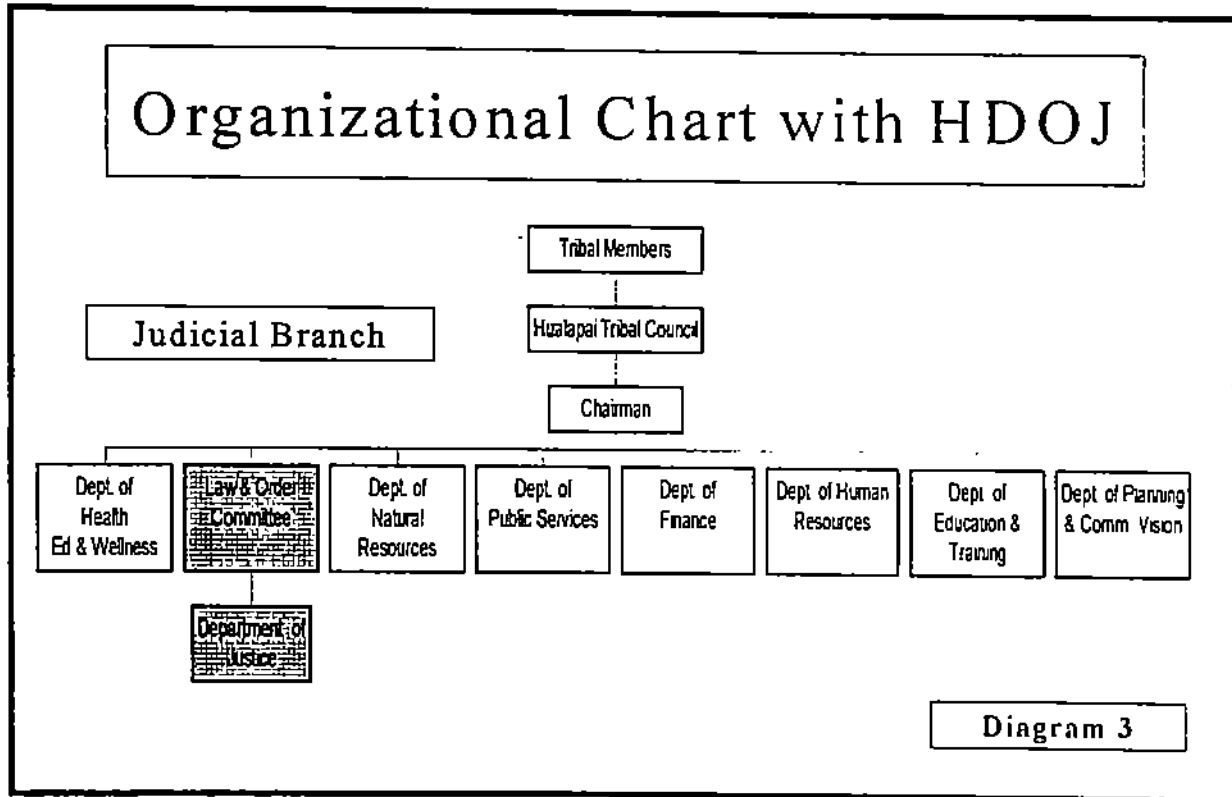 Organizational Chart with HDOJ
Tribal Members
Judicial Branch
Hualapai Tribal Council
Chairman
Dept. of
Health
Ed & Wellness
Law & Order
Committee
Dept. of
Natural
Resources
Dept. of
Public Services
Dept. of
Finance
Dept. of Human
Resources
Dept. of
Education &
Training
Dept. of Planning
& Comm. Vision
Department of
Justice
Diagram 3